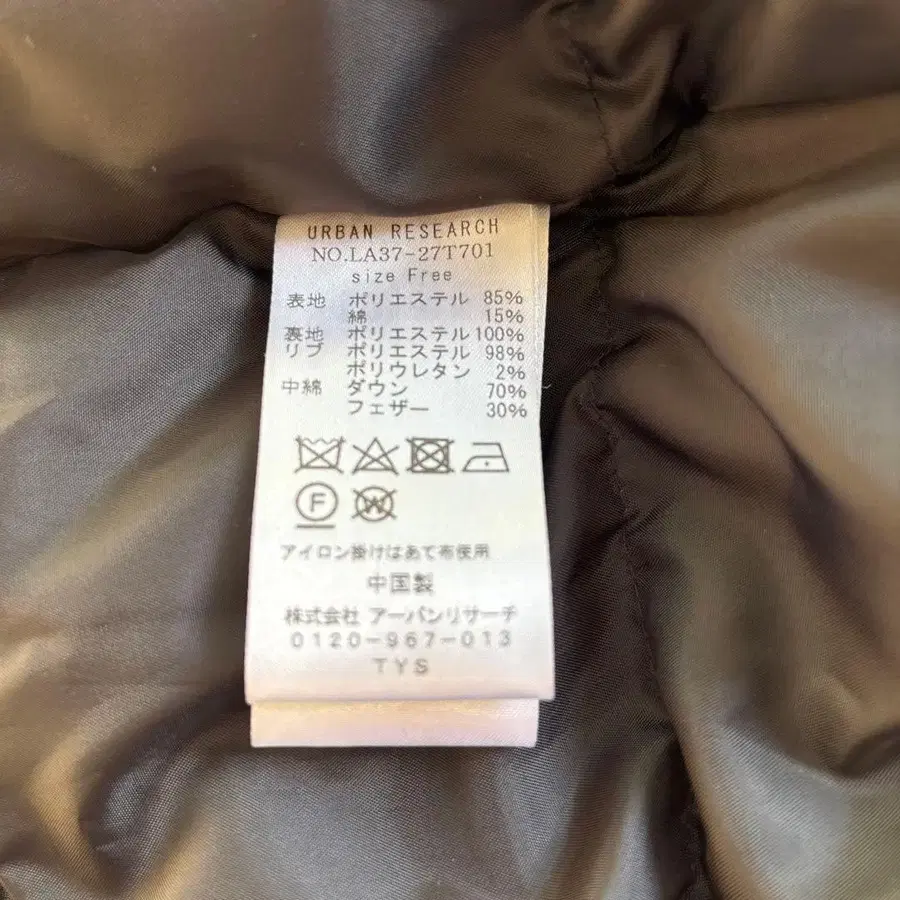 URBAN RESEARCH
NO.LA37-27T701
size Free
表地 ポリエステル 85%
綿 15%
裏地 ポリエステル 100%
リブ ポリエステル 98%
ポリウレタン 2%
中綿 ダウン 70%
フェザー 30%
F
W
アイロン掛けはあて布使用
中国製
株式会社 アーバンリサーチ
0120-967-013
TYS